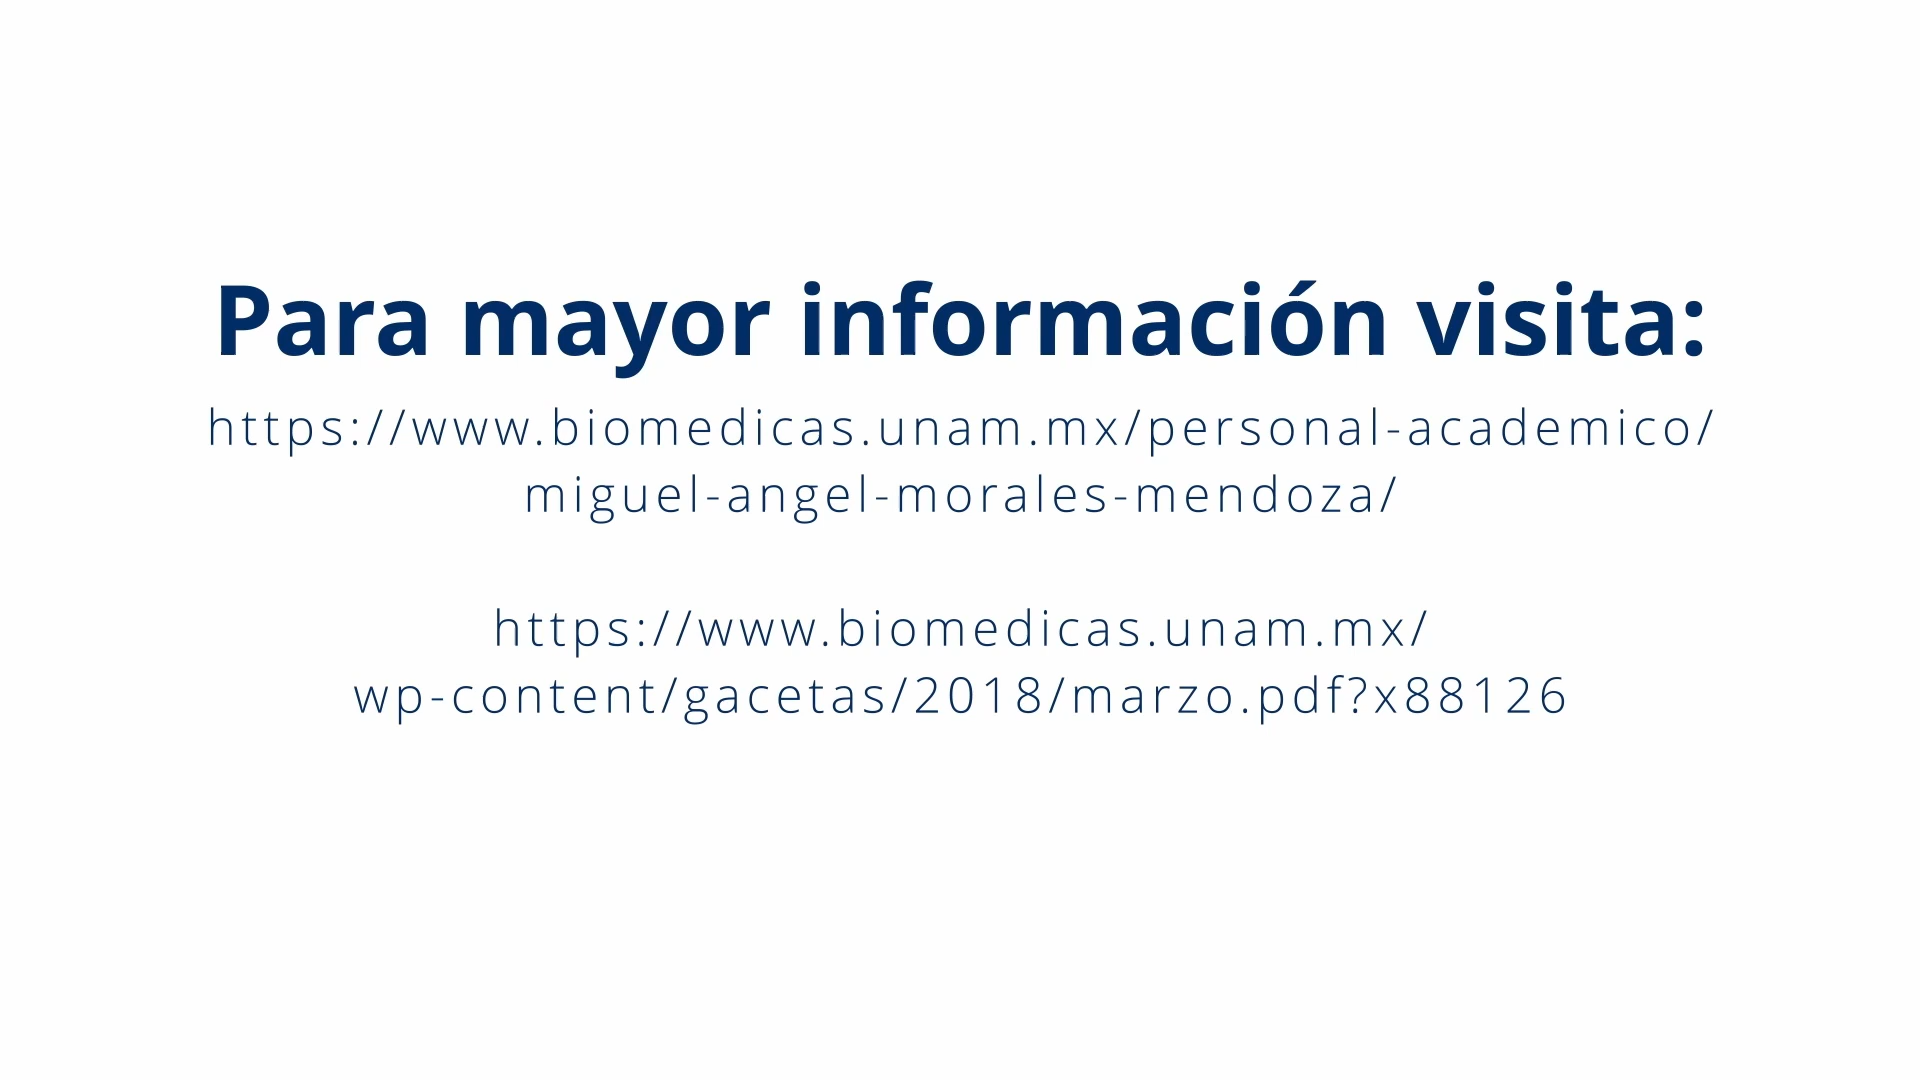 Para mayor información visita:
https://www.biomedicas.unam.mx/personal-academico/
miguel-angel-morales-mendoza/
https://www.biomedicas.unam.mx/
wp-content/gacetas/2018/marzo.pdf?x88126